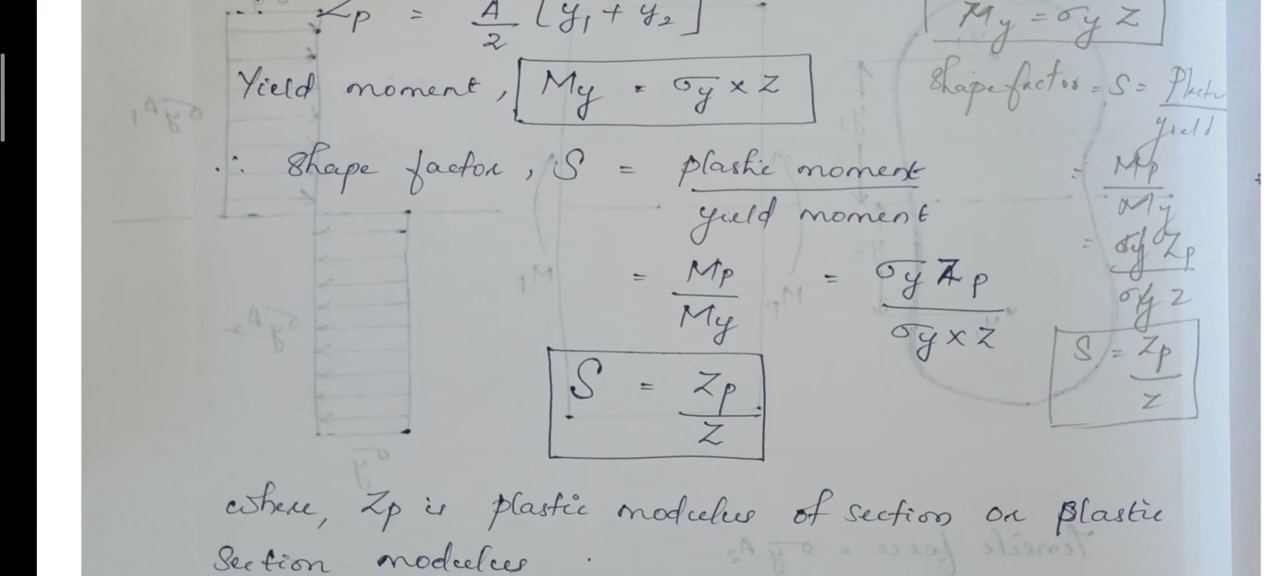 Zp = A/2 [y₁ + y₂]
Yield moment, My = σy × Z
∴ Shape factor, S = plastic moment / yield moment
= Mp / My = σy Zp / σy × Z
S = Zp / Z
where, Zp is plastic modulus of section or plastic
Section modulus.
My = σy Z
Shape factor = S = / yield
= Mp / My
= σy Zp / σy Z
S = Zp / Z